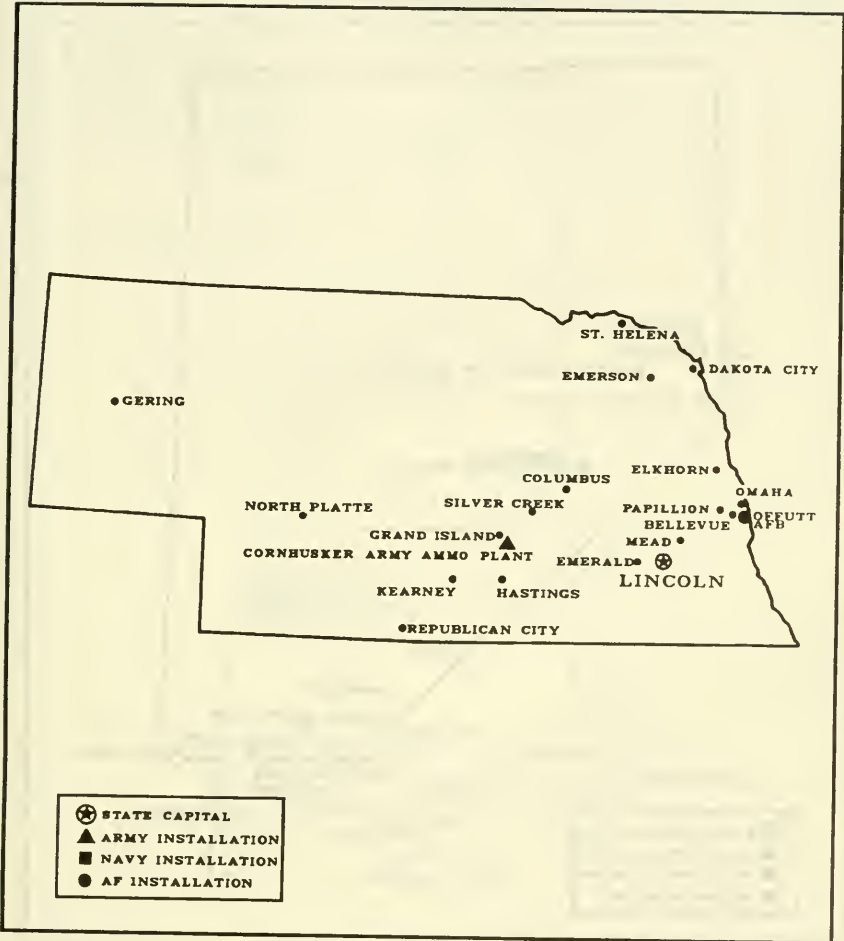 ST. HELENA
DAKOTA CITY
EMERSON
GERING
ELKHORN
COLUMBUS
OMAHA
NORTH PLATTE
SILVER CREEK
PAPILLION
OFFUTT
BELLEVUE
AFB
GRAND ISLAND
MEAD
CORNHUSKER ARMY AMMO PLANT
EMERALD
LINCOLN
KEARNEY
HASTINGS
REPUBLICAN CITY
STATE CAPITAL
ARMY INSTALLATION
NAVY INSTALLATION
AF INSTALLATION